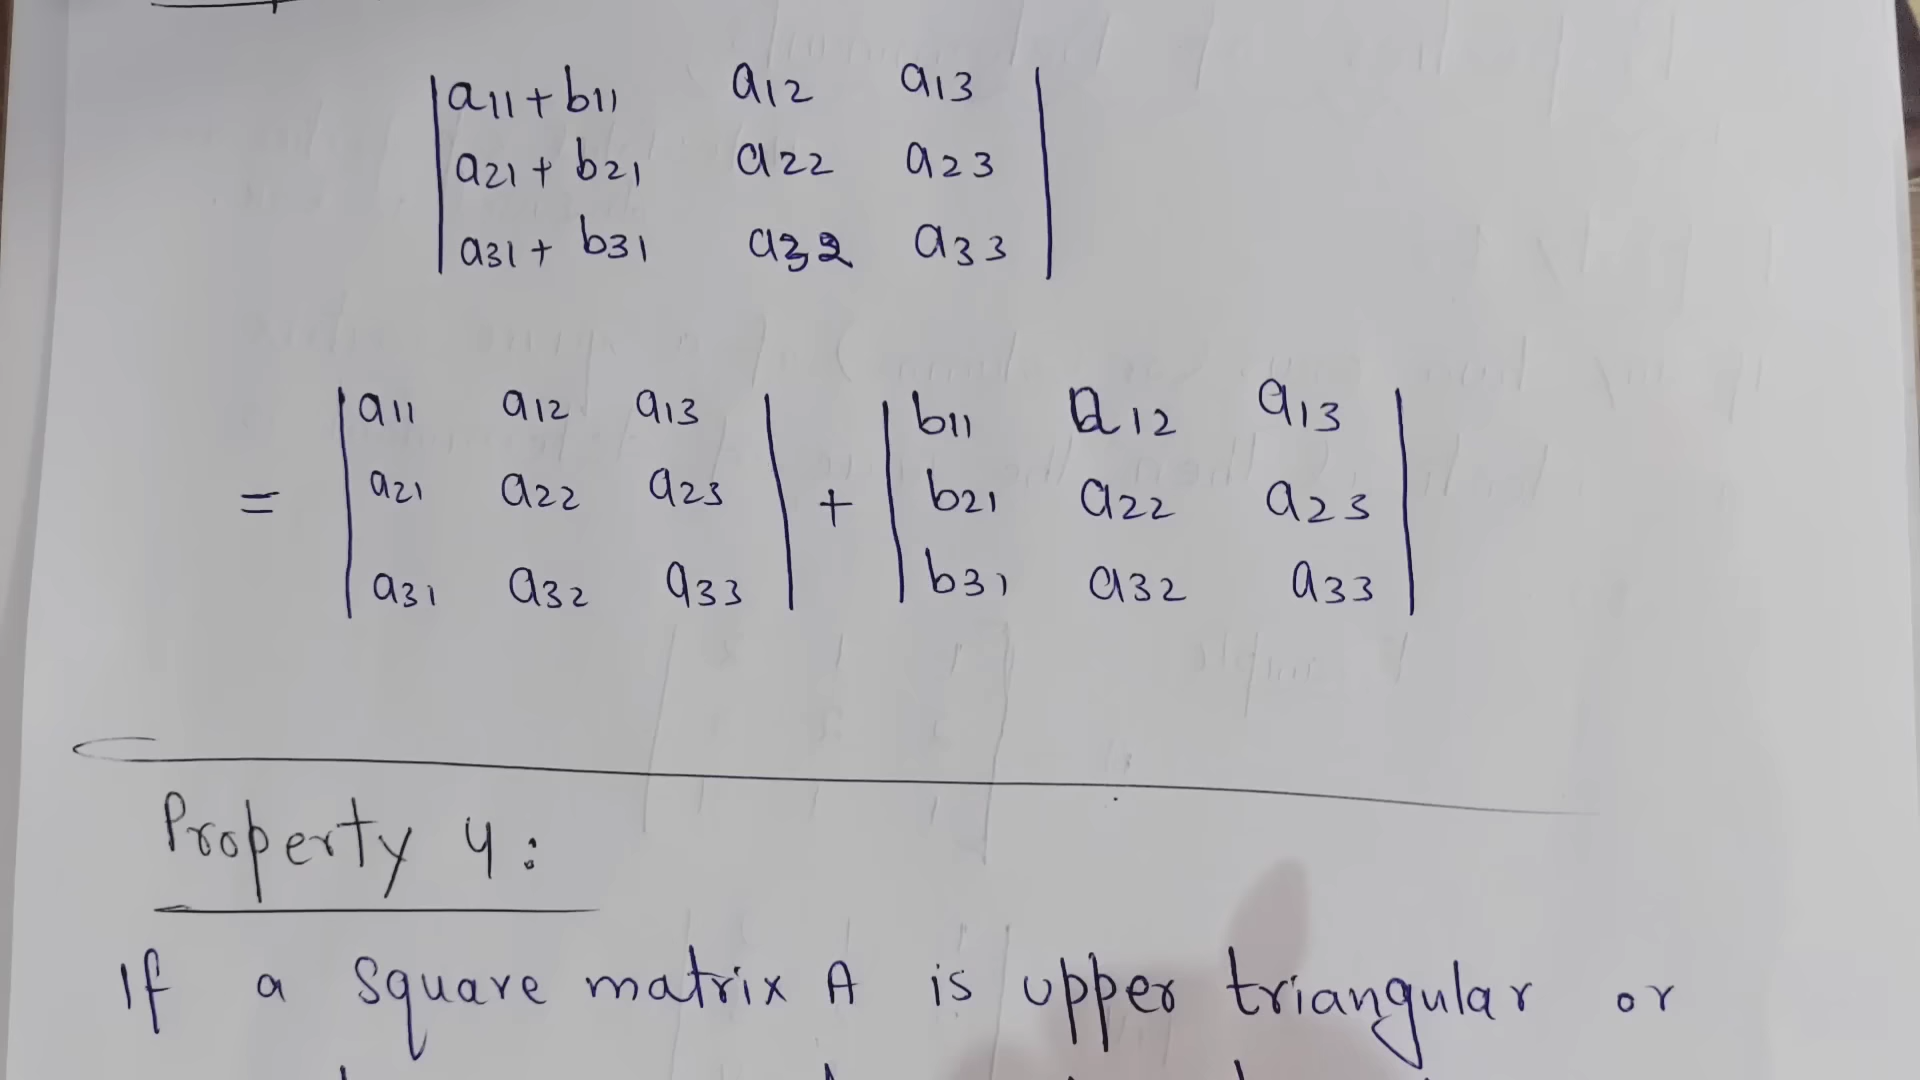 | a11 + b11 a12 a13 |
| a21 + b21 a22 a23 |
| a31 + b31 a32 a33 |
| a11 a12 a13 | | b11 a12 a13 |
= | a21 a22 a23 | + | b21 a22 a23 |
| a31 a32 a33 | | b31 a32 a33 |
Property 4:
If a square matrix A is upper triangular or